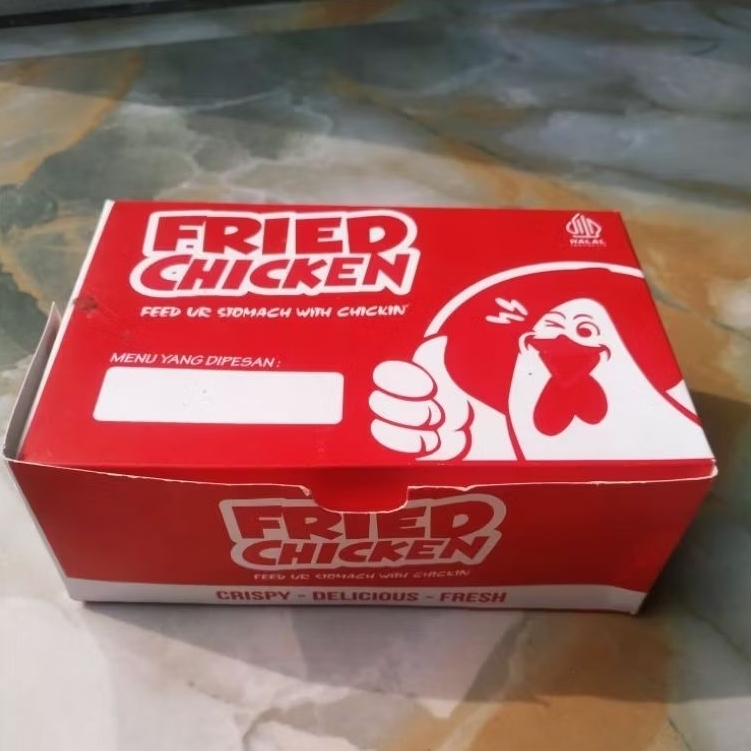 FRIED
CHICKEN
FEED UR STOMACH WITH CHICKIN'
HALAL
MENU YANG DIPESAN :
FRIED
CHICKEN
FEED UR STOMACH WITH CHICKIN'
CRISPY - DELICIOUS - FRESH